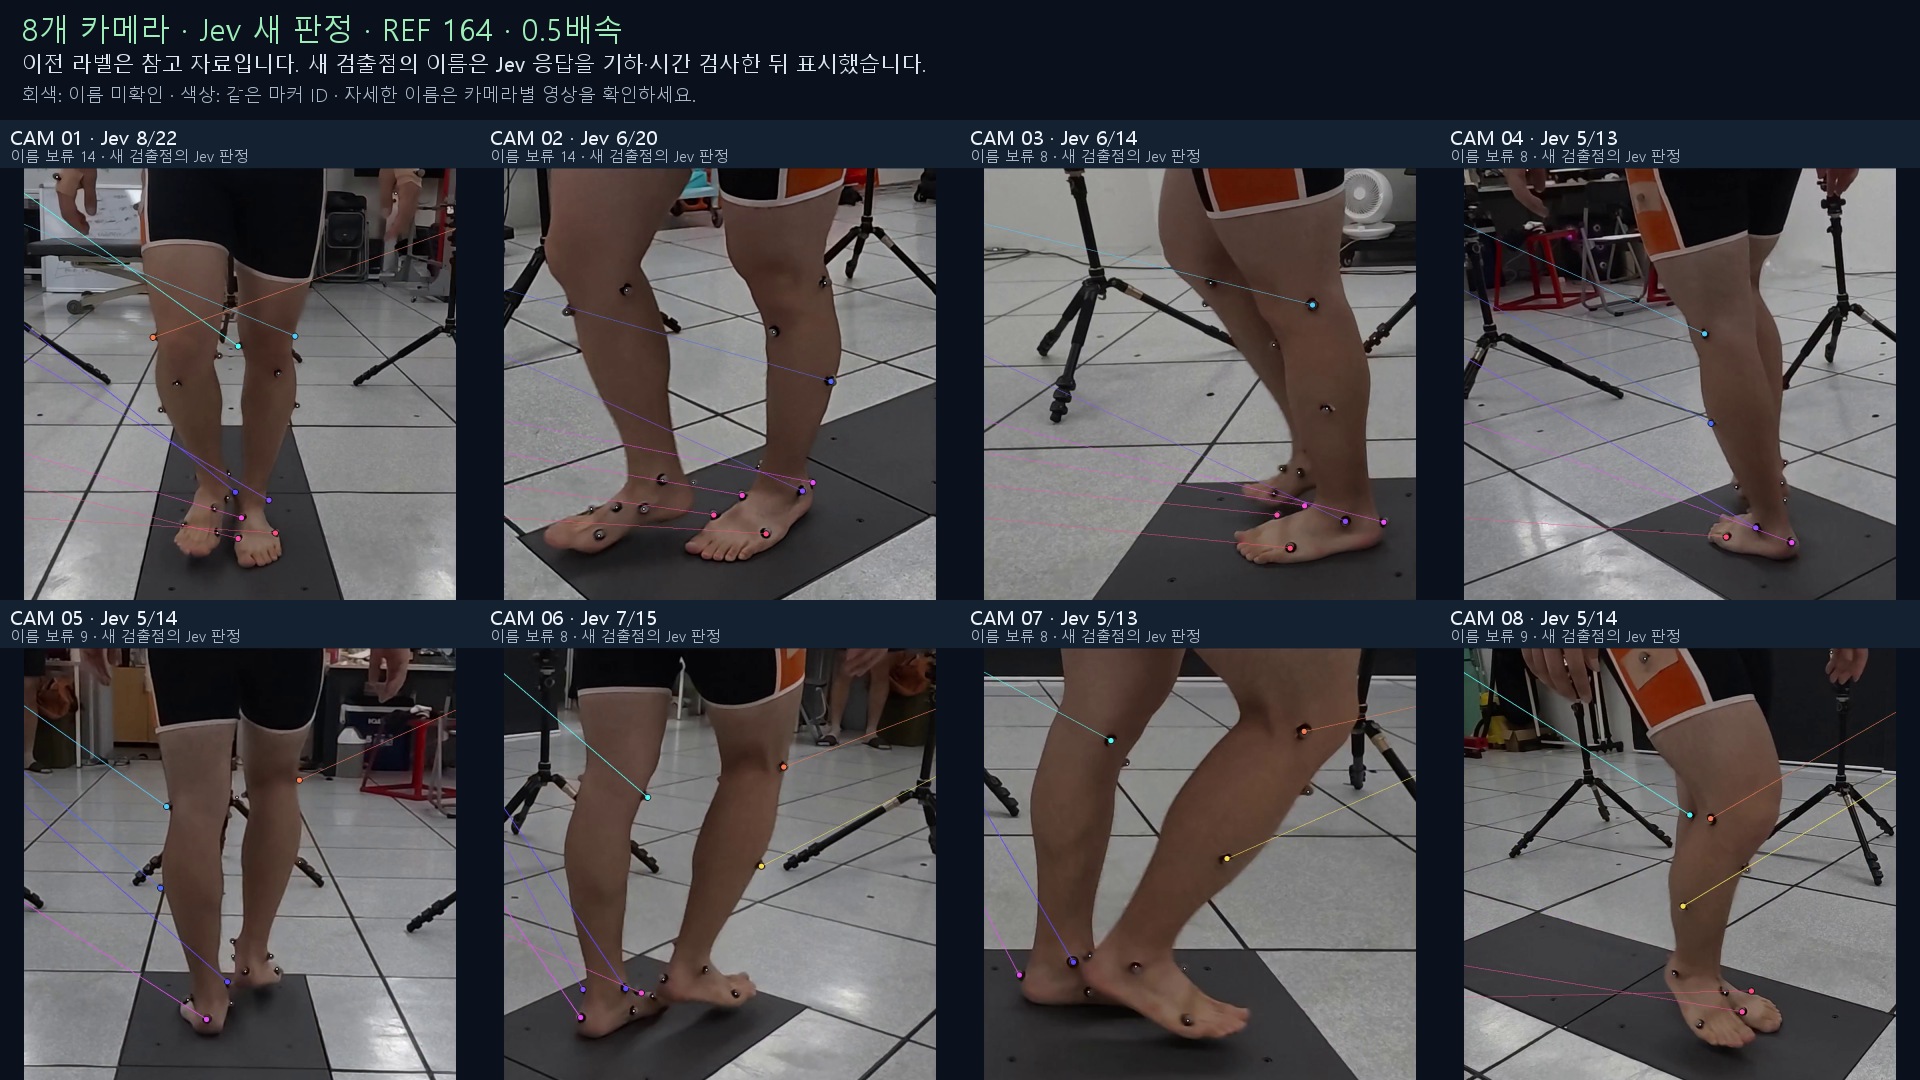 8개 카메라 · Jev 새 판정 · REF 164 · 0.5배속
이전 라벨은 참고 자료입니다. 새 검출점의 이름은 Jev 응답을 기하·시간 검사한 뒤 표시했습니다.
회색: 이름 미확인 · 색상: 같은 마커 ID · 자세한 이름은 카메라별 영상을 확인하세요.
CAM 01 · Jev 8/22
이름 보류 14 · 새 검출점의 Jev 판정
CAM 02 · Jev 6/20
이름 보류 14 · 새 검출점의 Jev 판정
CAM 03 · Jev 6/14
이름 보류 8 · 새 검출점의 Jev 판정
CAM 04 · Jev 5/13
이름 보류 8 · 새 검출점의 Jev 판정
CAM 05 · Jev 5/14
이름 보류 9 · 새 검출점의 Jev 판정
CAM 06 · Jev 7/15
이름 보류 8 · 새 검출점의 Jev 판정
CAM 07 · Jev 5/13
이름 보류 8 · 새 검출점의 Jev 판정
CAM 08 · Jev 5/14
이름 보류 9 · 새 검출점의 Jev 판정